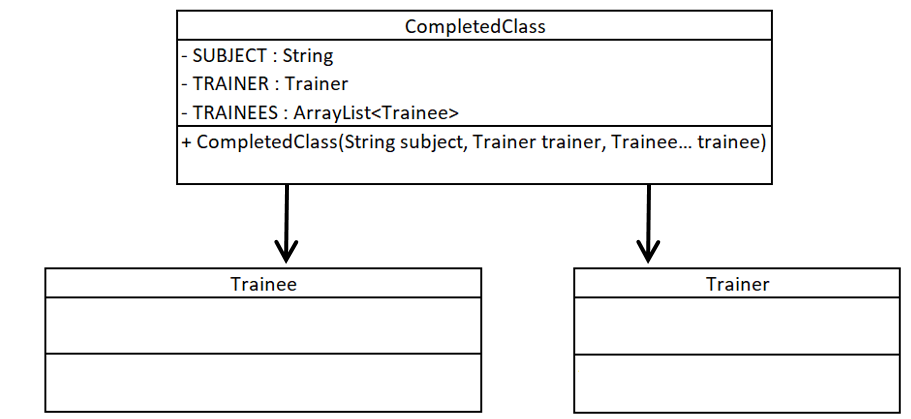 CompletedClass
- SUBJECT : String
- TRAINER : Trainer
- TRAINEES : ArrayList<Trainee>
+ CompletedClass(String subject, Trainer trainer, Trainee... trainee)
Trainee
Trainer